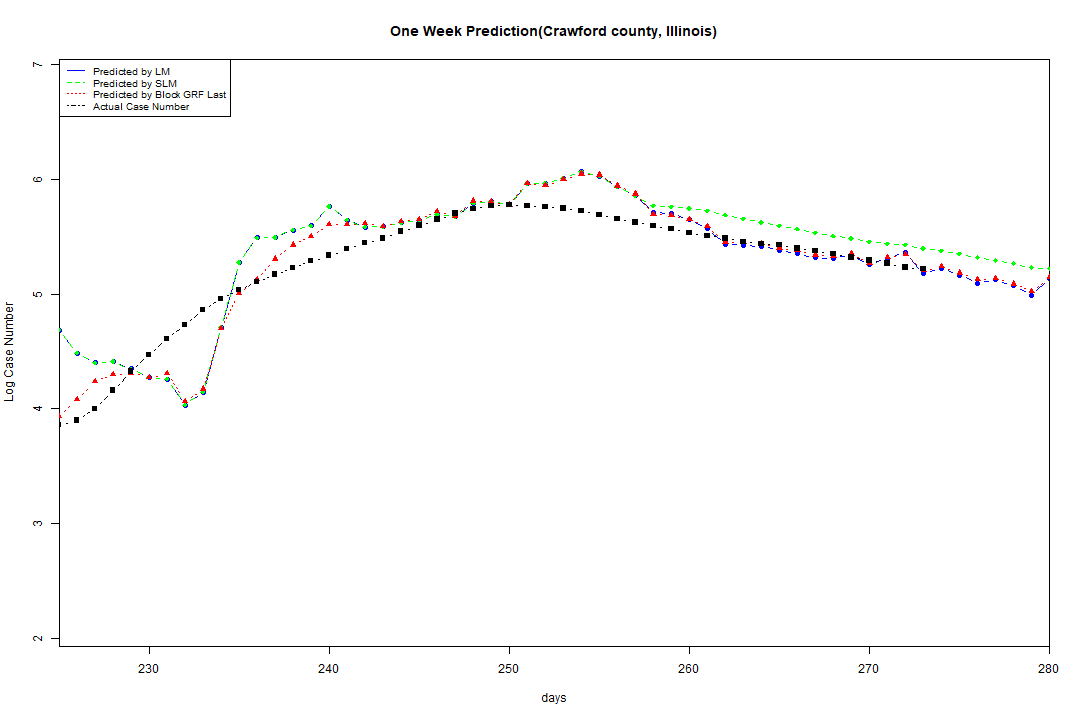 One Week Prediction(Crawford county, Illinois)
Predicted by LM
Predicted by SLM
Predicted by Block GRF Last
Actual Case Number
7
6
5
4
3
2
Log Case Number
230 240 250 260 270 280
days